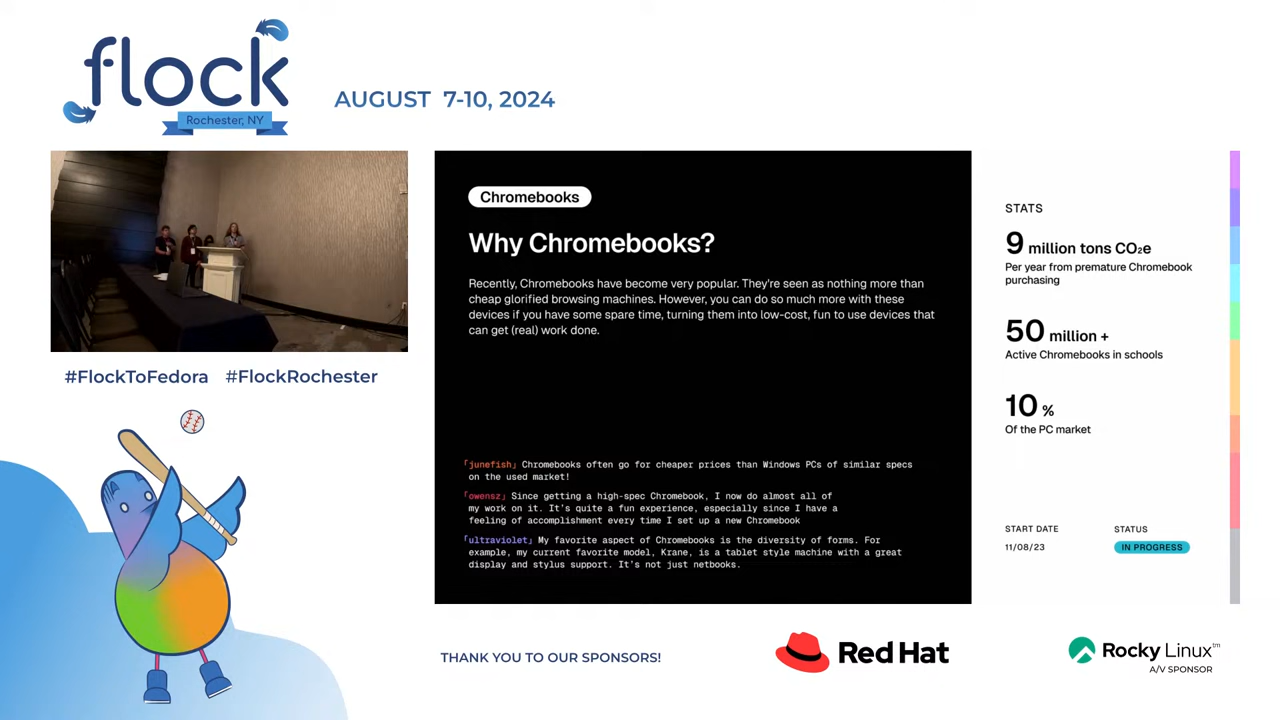 flock
Rochester, NY
AUGUST 7-10, 2024
#FlockToFedora #FlockRochester
Chromebooks
Why Chromebooks?
Recently, Chromebooks have become very popular. They're seen as nothing more than
cheap glorified browsing machines. However, you can do so much more with these
devices if you have some spare time, turning them into low-cost, fun to use devices that
can get (real) work done.
「junefish」 Chromebooks often go for cheaper prices than Windows PCs of similar specs
on the used market!
「owensz」 Since getting a high-spec Chromebook, I now do almost all of
my work on it. It's quite a fun experience, especially since I have a
feeling of accomplishment every time I set up a new Chromebook
「ultraviolet」 My favorite aspect of Chromebooks is the diversity of forms. For
example, my current favorite model, Krane, is a tablet style machine with a great
display and stylus support. It's not just netbooks.
STATS
9 million tons CO₂e
Per year from premature Chromebook
purchasing
50 million +
Active Chromebooks in schools
10 %
Of the PC market
START DATE STATUS
11/08/23 IN PROGRESS
THANK YOU TO OUR SPONSORS!
Red Hat
Rocky Linux™
A/V SPONSOR